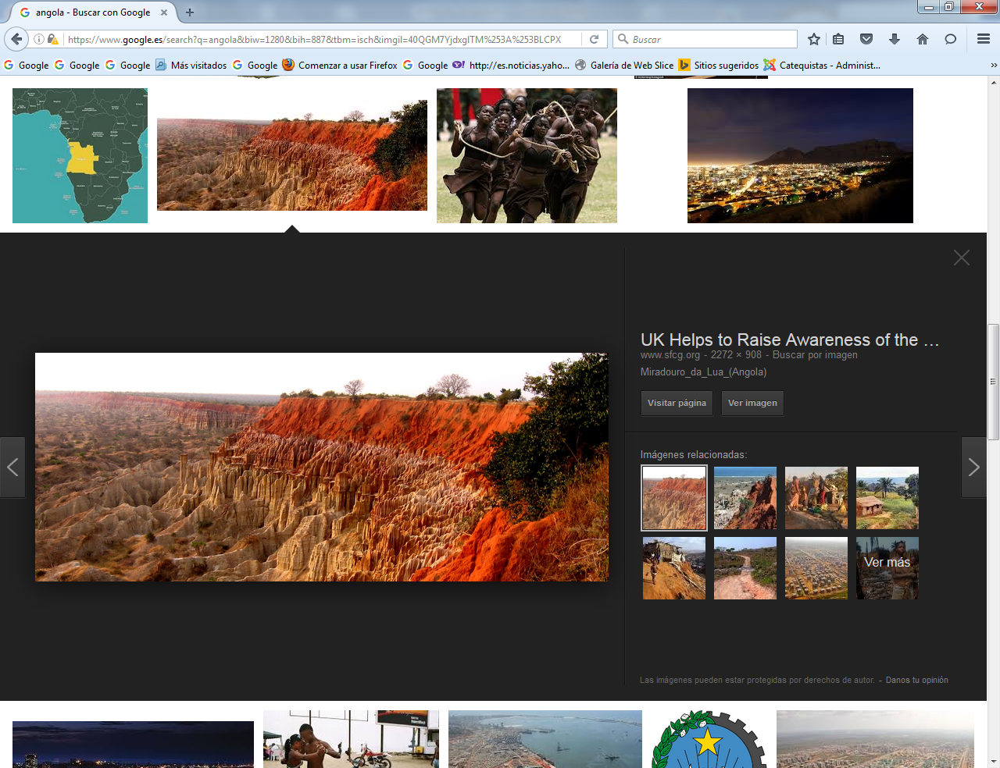 angola - Buscar con Google
https://www.google.es/search?q=angola&biw=1280&bih=887&tbm=isch&imgil=40QGM7YjdxgITM%253A%253BLCPX
Buscar
Google
Google
Google
Más visitados
Google
Comenzar a usar Firefox
Google
http://es.noticias.yaho...
Galería de Web Slice
Sitios sugeridos
Catequistas - Administ...
UK Helps to Raise Awareness of the ...
www.sfcg.org - 2272 × 908 - Buscar por imagen
Miradouro_da_Lua_(Angola)
Visitar página
Ver imagen
Imágenes relacionadas:
Ver más
Las imágenes pueden estar protegidas por derechos de autor. - Danos tu opinión